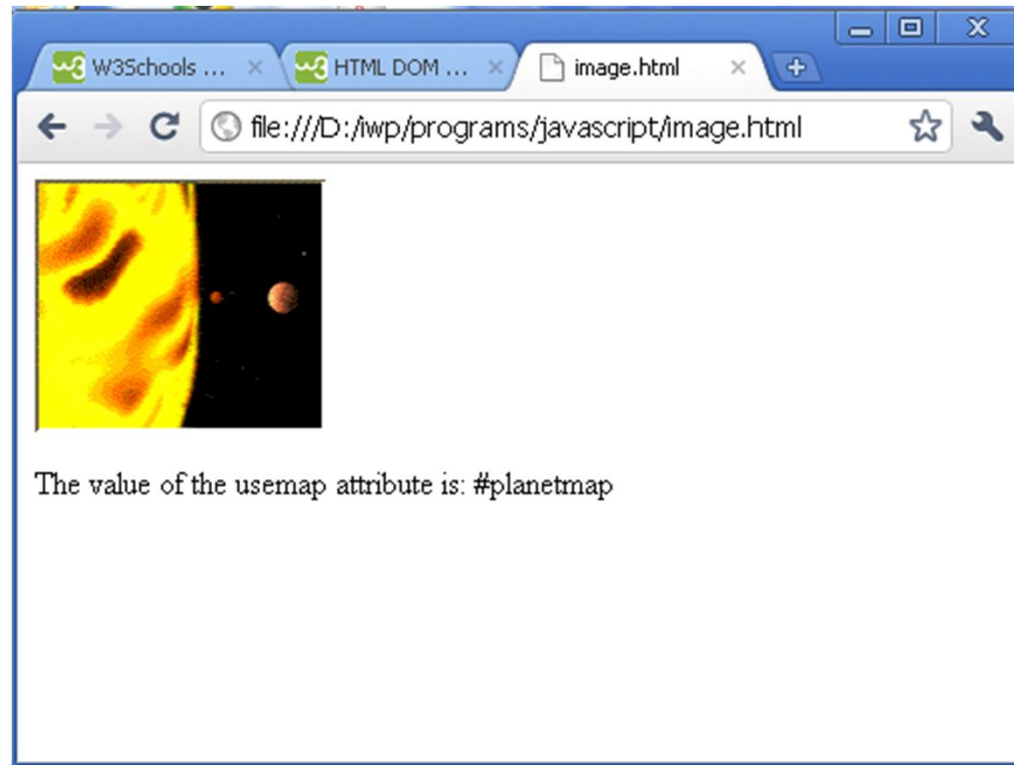 W3Schools ...
HTML DOM ...
image.html
file:///D:/iwp/programs/javascript/image.html
The value of the usemap attribute is: #planetmap